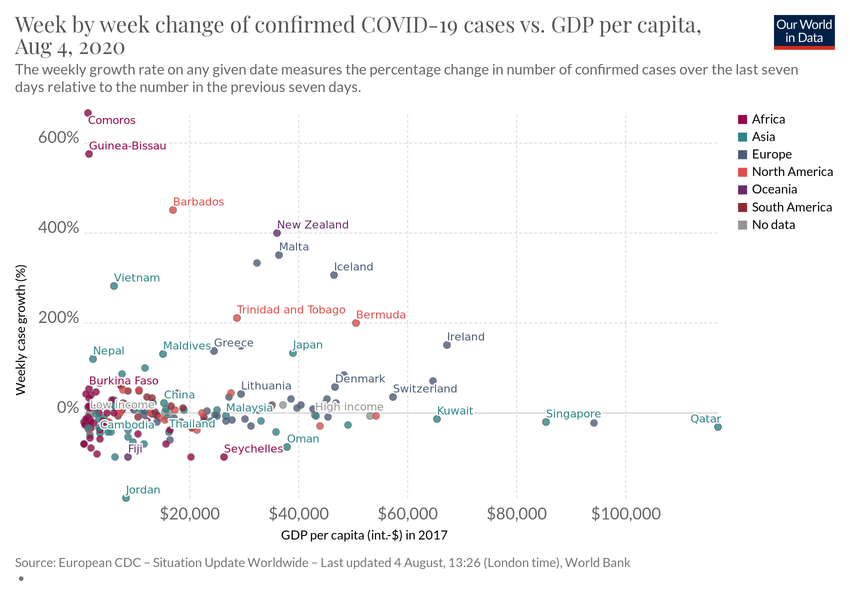 Week by week change of confirmed COVID-19 cases vs. GDP per capita,
Aug 4, 2020
Our World
in Data
The weekly growth rate on any given date measures the percentage change in number of confirmed cases over the last seven
days relative to the number in the previous seven days.
Weekly case growth (%)
600%
400%
200%
0%
Comoros
Guinea-Bissau
Barbados
New Zealand
Malta
Iceland
Vietnam
Trinidad and Tobago
Bermuda
Ireland
Nepal
Maldives
Greece
Japan
Burkina Faso
China
Lithuania
Denmark
Switzerland
Low income
Malaysia
High income
Kuwait
Singapore
Qatar
Cambodia
Thailand
Fiji
Seychelles
Oman
Jordan
$20,000
$40,000
$60,000
$80,000
$100,000
GDP per capita (int.-$) in 2017
Africa
Asia
Europe
North America
Oceania
South America
No data
Source: European CDC – Situation Update Worldwide – Last updated 4 August, 13:26 (London time), World Bank